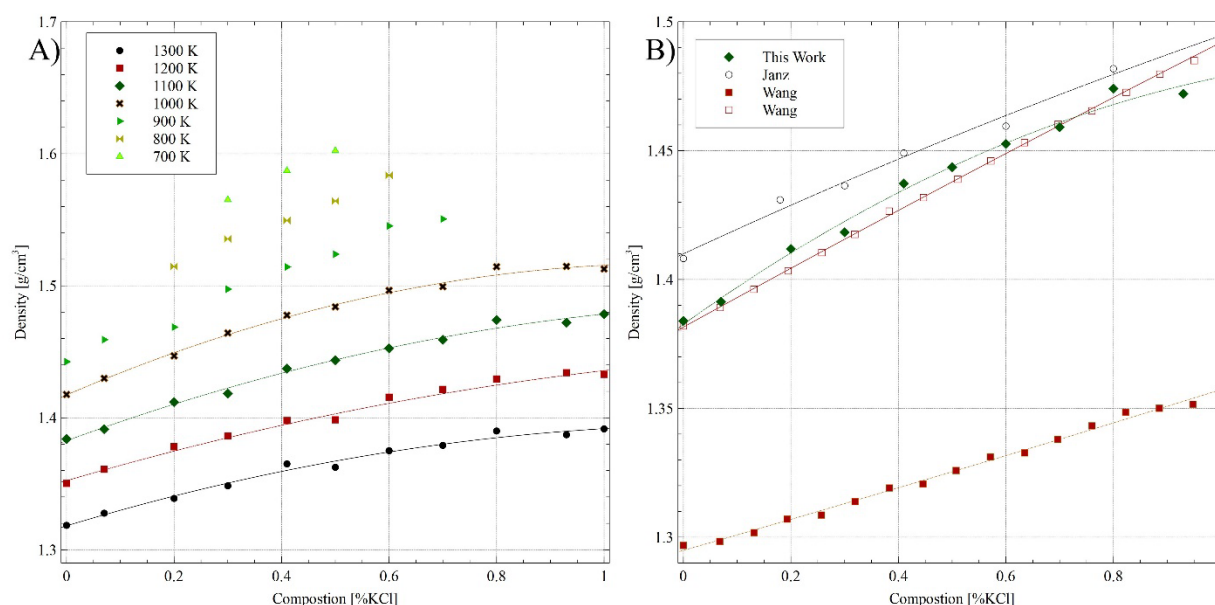 A)
1300 K
1200 K
1100 K
1000 K
900 K
800 K
700 K
1.7
1.6
1.5
1.4
1.3
Density [g/cm³]
0
0.2
0.4
0.6
0.8
1
Compostion [%KCl]
B)
This Work
Janz
Wang
Wang
1.5
1.45
1.4
1.35
1.3
Density [g/cm³]
0
0.2
0.4
0.6
0.8
Compostion [%KCl]